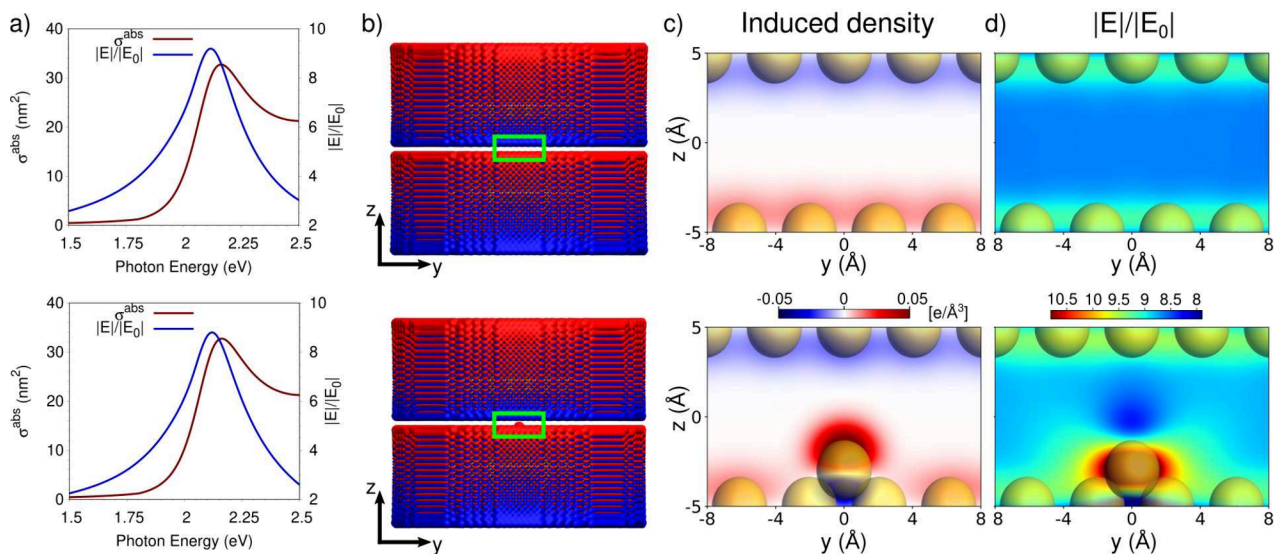 a)
b)
c)
d)
Induced density
|E|/|E₀|
σᵃᵇˢ
|E|/|E₀|
σᵃᵇˢ (nm²)
40
30
20
10
0
10
8
6
4
2
|E|/|E₀|
1.5 1.75 2 2.25 2.5
Photon Energy (eV)
z
y
z (Å)
5
0
-5
-8 -4 0 4 8
y (Å)
-8 -4 0 4 8
y (Å)
σᵃᵇˢ
|E|/|E₀|
σᵃᵇˢ (nm²)
40
30
20
10
0
10
8
6
4
2
|E|/|E₀|
1.5 1.75 2 2.25 2.5
Photon Energy (eV)
z
y
-0.05 0 0.05
[e/Å³]
10.5 10 9.5 9 8.5 8
z (Å)
5
0
-5
-8 -4 0 4 8
y (Å)
-8 -4 0 4 8
y (Å)